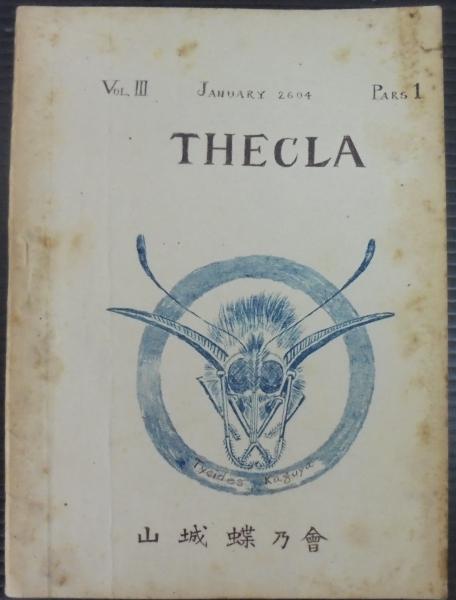 VOL. III JANUARY 2604 PARS 1
THECLA
Tycides Kaguya
山城蝶乃會